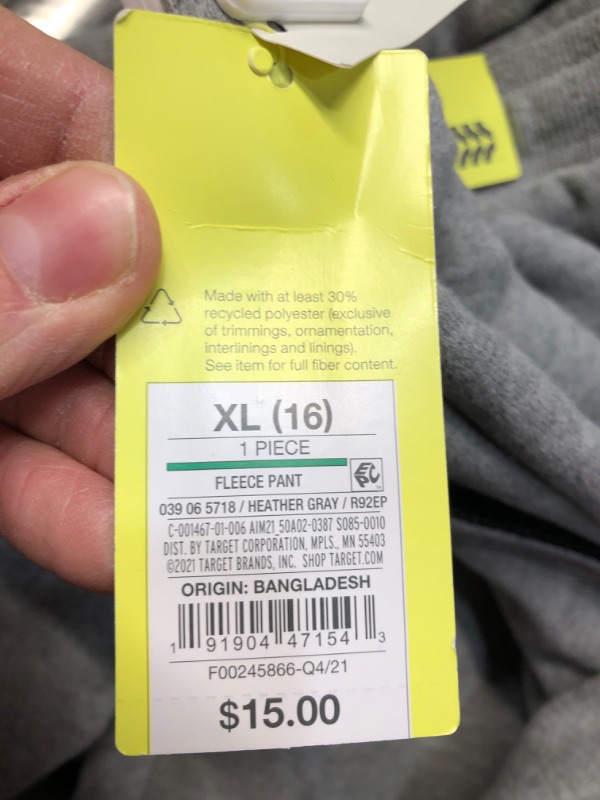 Made with at least 30%
recycled polyester (exclusive
of trimmings, ornamentation,
interlinings and linings).
See item for full fiber content.
XL (16)
1 PIECE
FLEECE PANT
039 06 5718 / HEATHER GRAY / R92EP
C-001467-01-006 AIM21 50A02-0387 S085-0010
DIST. BY TARGET CORPORATION, MPLS., MN 55403
©2021 TARGET BRANDS, INC. SHOP TARGET.COM
ORIGIN: BANGLADESH
1 91904 47154 3
F00245866-Q4/21
$15.00